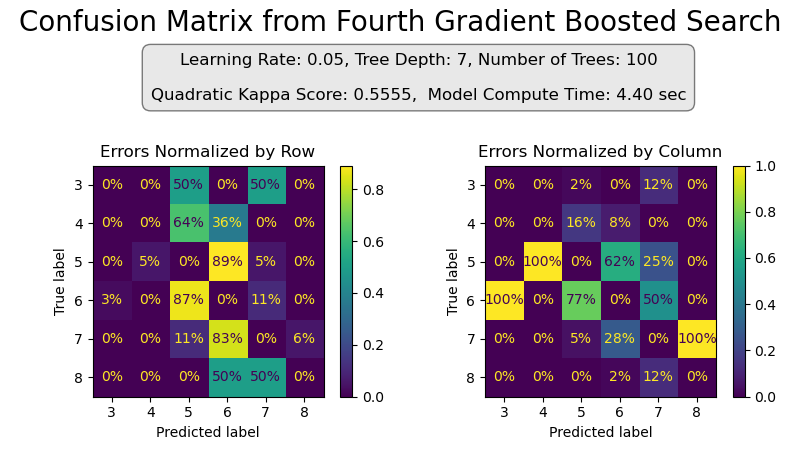 Confusion Matrix from Fourth Gradient Boosted Search
Learning Rate: 0.05, Tree Depth: 7, Number of Trees: 100
Quadratic Kappa Score: 0.5555,  Model Compute Time: 4.40 sec
Errors Normalized by Row
True label
3 0% 0% 50% 0% 50% 0%
4 0% 0% 64% 36% 0% 0%
5 0% 5% 0% 89% 5% 0%
6 3% 0% 87% 0% 11% 0%
7 0% 0% 11% 83% 0% 6%
8 0% 0% 0% 50% 50% 0%
3 4 5 6 7 8
Predicted label
0.8
0.6
0.4
0.2
0.0
Errors Normalized by Column
True label
3 0% 0% 2% 0% 12% 0%
4 0% 0% 16% 8% 0% 0%
5 0% 100% 0% 62% 25% 0%
6 100% 0% 77% 0% 50% 0%
7 0% 0% 5% 28% 0% 100%
8 0% 0% 0% 2% 12% 0%
3 4 5 6 7 8
Predicted label
1.0
0.8
0.6
0.4
0.2
0.0